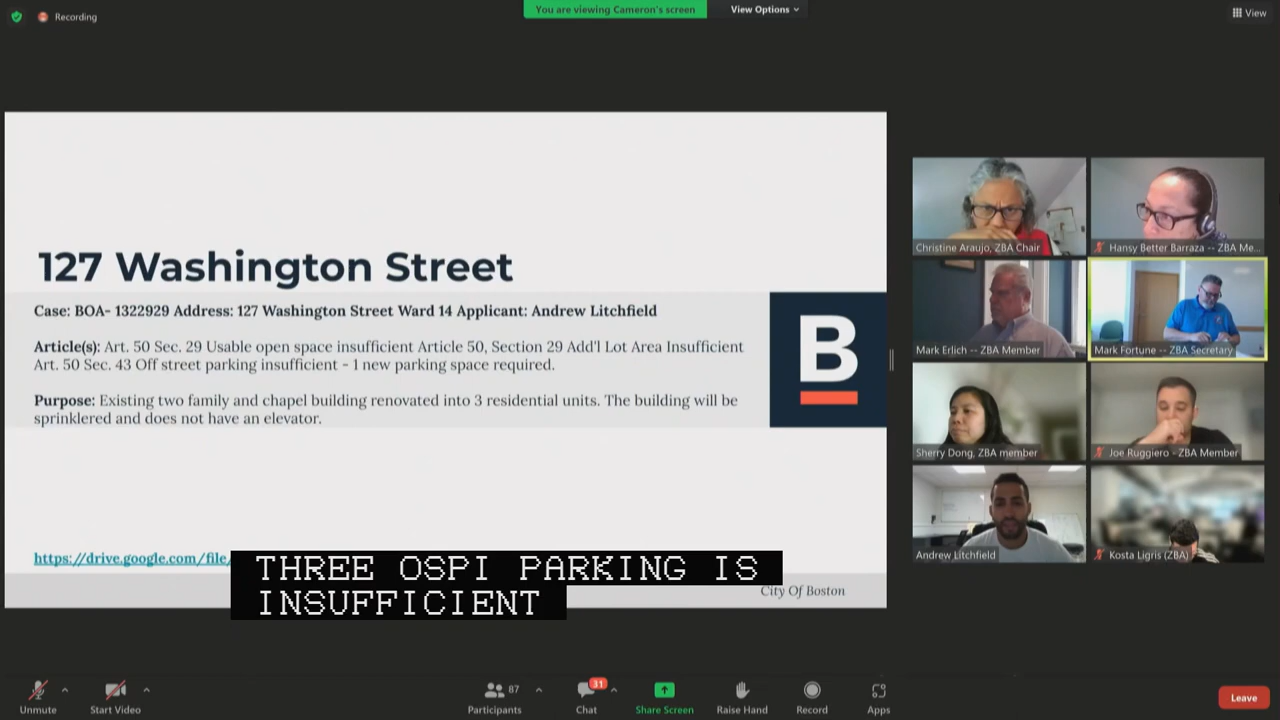 Recording
You are viewing Cameron's screen
View Options
View
127 Washington Street
Case: BOA- 1322929 Address: 127 Washington Street Ward 14 Applicant: Andrew Litchfield
Article(s): Art. 50 Sec. 29 Usable open space insufficient Article 50, Section 29 Add'l Lot Area Insufficient
Art. 50 Sec. 43 Off street parking insufficient - 1 new parking space required.
Purpose: Existing two family and chapel building renovated into 3 residential units. The building will be
sprinklered and does not have an elevator.
B
https://drive.google.com/file/
City Of Boston
THREE OSPI PARKING IS
INSUFFICIENT
Christine Araujo, ZBA Chair
Hansy Better Barraza -- ZBA Me...
Mark Erlich -- ZBA Member
Mark Fortune -- ZBA Secretary
Sherry Dong, ZBA member
Joe Ruggiero - ZBA Member
Andrew Litchfield
Kosta Ligris (ZBA)
Unmute
Start Video
87
Participants
31
Chat
Share Screen
Raise Hand
Record
Apps
Leave